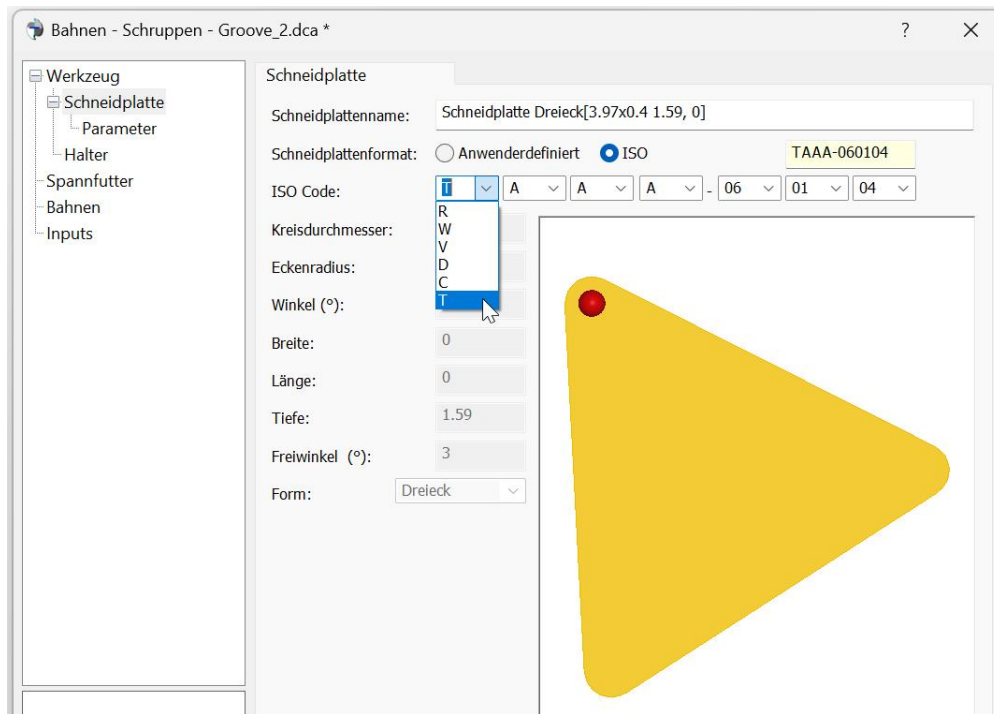 Bahnen - Schruppen - Groove_2.dca *
Werkzeug
Schneidplatte
Parameter
Halter
Spannfutter
Bahnen
Inputs
Schneidplatte
Schneidplattenname: Schneidplatte Dreieck[3.97x0.4 1.59, 0]
Schneidplattenformat: Anwenderdefiniert ISO TAAA-060104
ISO Code: T A A A - 06 01 04
R
W
V
D
C
T
Kreisdurchmesser:
Eckenradius:
Winkel (º):
Breite: 0
Länge: 0
Tiefe: 1.59
Freiwinkel (º): 3
Form: Dreieck